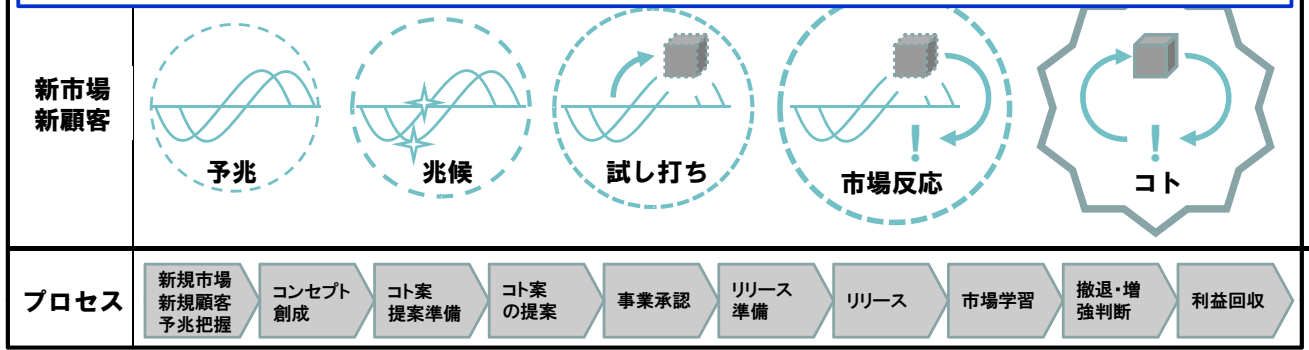 新市場
新顧客
予兆
兆候
試し打ち
市場反応
コト
プロセス
新規市場
新規顧客
予兆把握
コンセプト
創成
コト案
提案準備
コト案
の提案
事業承認
リリース
準備
リリース
市場学習
撤退・増
強判断
利益回収